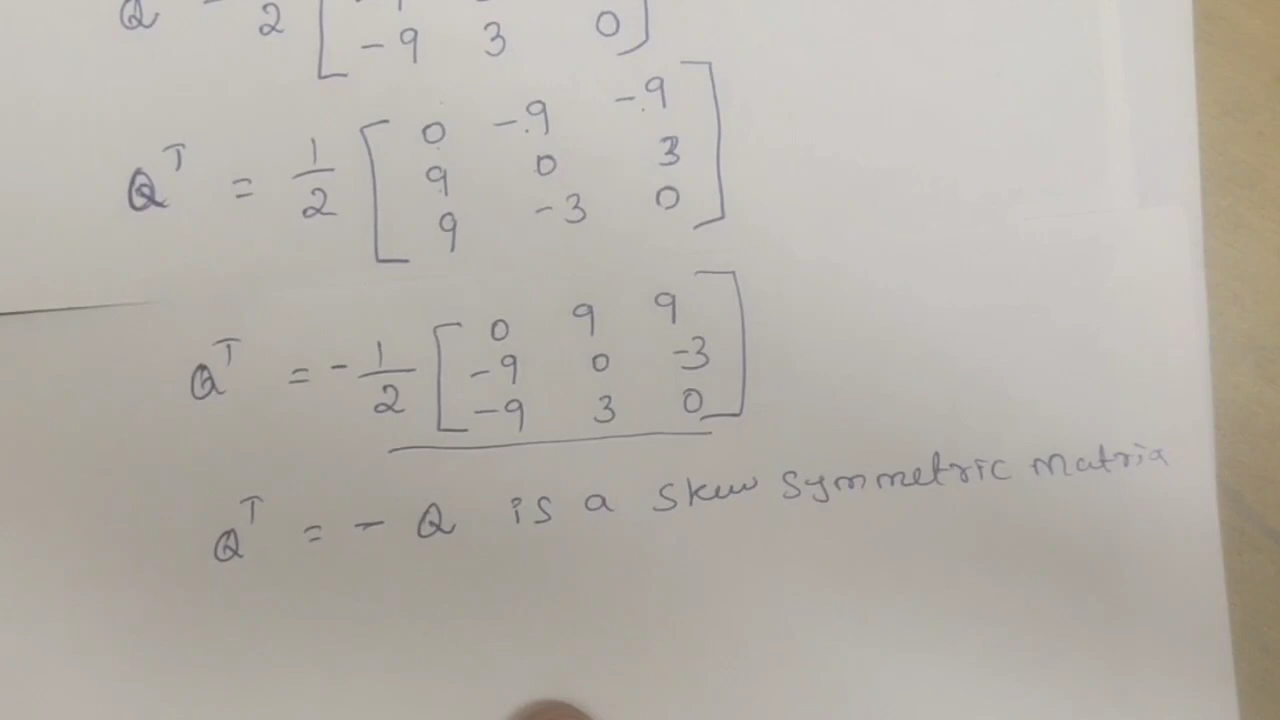 Q 2 [ -9 3 0 ]
Q^T = 1/2 [ 0 -9 -9
9 0 3
9 -3 0 ]
Q^T = - 1/2 [ 0 9 9
-9 0 -3
-9 3 0 ]
Q^T = - Q is a skew symmetric matrix